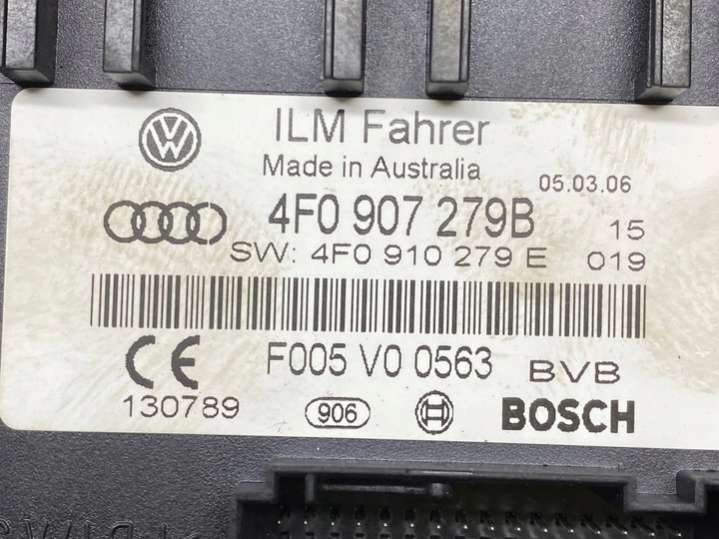 ILM Fahrer
Made in Australia
05.03.06
4F0 907 279B 15
SW: 4F0 910 279 E 019
F005 V0 0563 BVB
CE
130789 906 BOSCH